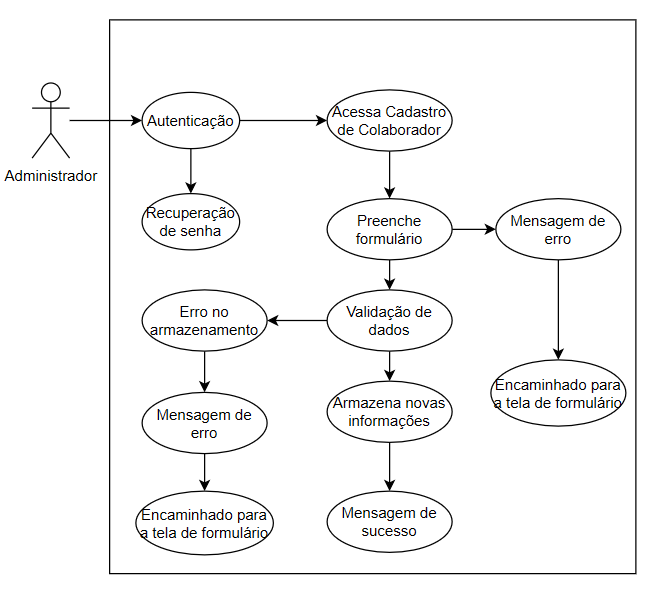 Administrador
Autenticação
Acessa Cadastro
de Colaborador
Recuperação
de senha
Preenche
formulário
Mensagem de
erro
Erro no
armazenamento
Validação de
dados
Encaminhado para
a tela de formulário
Mensagem de
erro
Armazena novas
informações
Encaminhado para
a tela de formulário
Mensagem de
sucesso